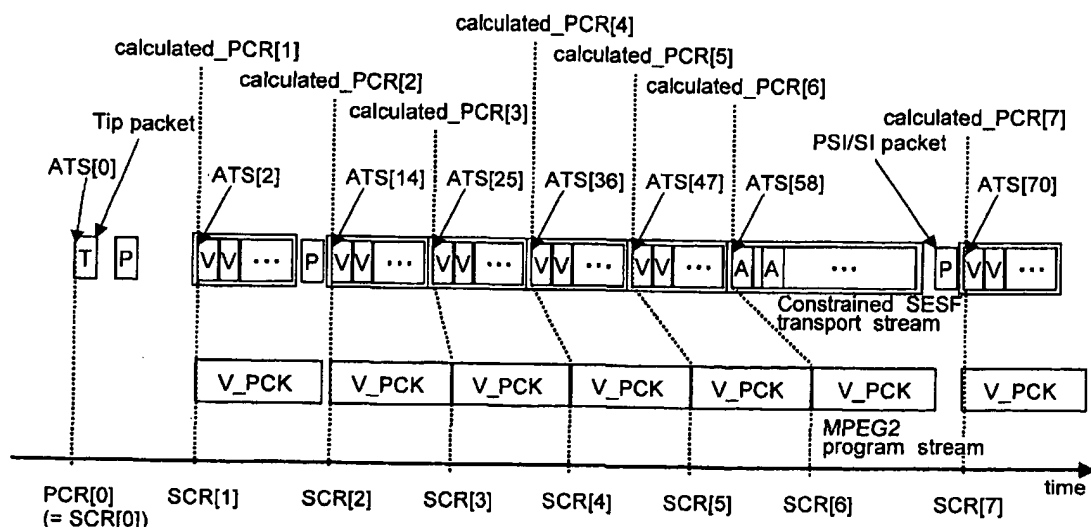 calculated_PCR[4]
calculated_PCR[1]
calculated_PCR[5]
calculated_PCR[2]
calculated_PCR[6]
calculated_PCR[3]
calculated_PCR[7]
Tip packet
PSI/SI packet
ATS[0]
ATS[2]
ATS[14]
ATS[25]
ATS[36]
ATS[47]
ATS[58]
ATS[70]
T P V V ... P V V ... V V ... V V ... V V ... A A ... P V V ...
Constrained SESF
transport stream
V_PCK V_PCK V_PCK V_PCK V_PCK V_PCK V_PCK
MPEG2
program stream
time
PCR[0] SCR[1] SCR[2] SCR[3] SCR[4] SCR[5] SCR[6] SCR[7]
(= SCR[0])